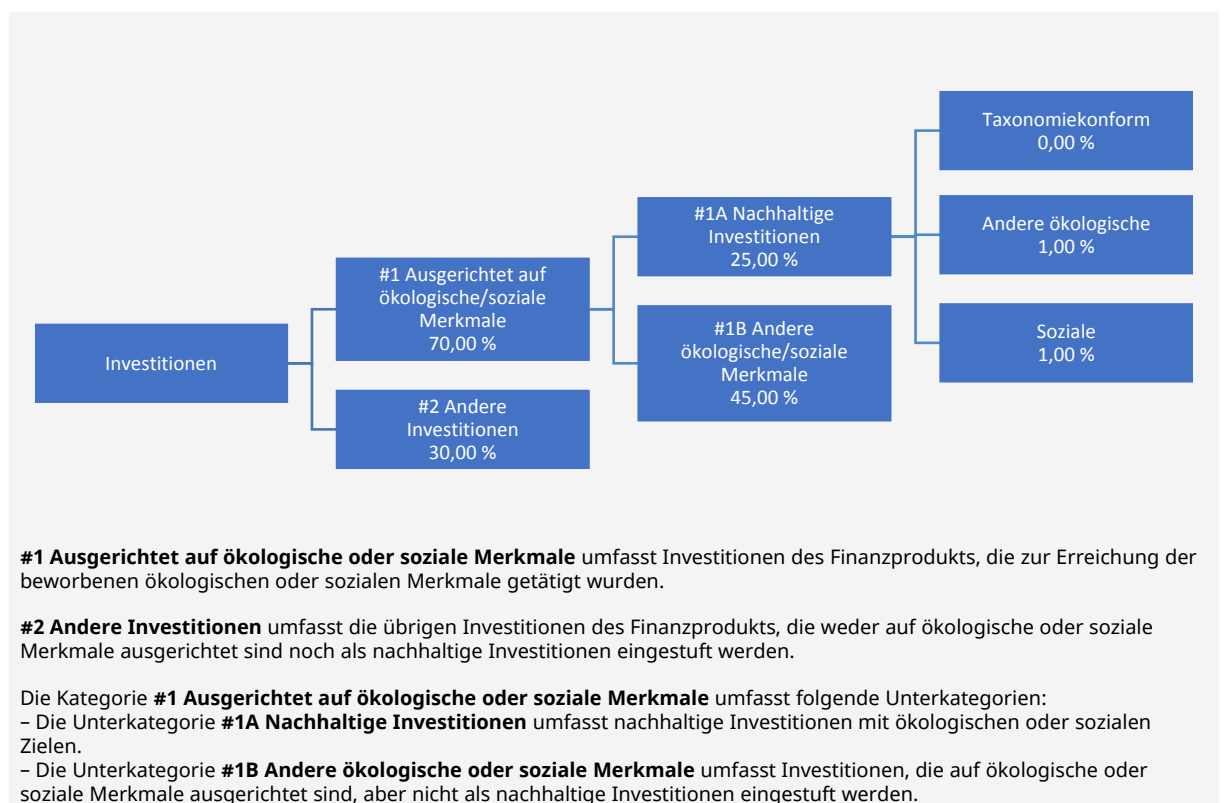 Investitionen
#1 Ausgerichtet auf
ökologische/soziale
Merkmale
70,00 %
#2 Andere
Investitionen
30,00 %
#1A Nachhaltige
Investitionen
25,00 %
#1B Andere
ökologische/soziale
Merkmale
45,00 %
Taxonomiekonform
0,00 %
Andere ökologische
1,00 %
Soziale
1,00 %
#1 Ausgerichtet auf ökologische oder soziale Merkmale umfasst Investitionen des Finanzprodukts, die zur Erreichung der
beworbenen ökologischen oder sozialen Merkmale getätigt wurden.
#2 Andere Investitionen umfasst die übrigen Investitionen des Finanzprodukts, die weder auf ökologische oder soziale
Merkmale ausgerichtet sind noch als nachhaltige Investitionen eingestuft werden.
Die Kategorie #1 Ausgerichtet auf ökologische oder soziale Merkmale umfasst folgende Unterkategorien:
– Die Unterkategorie #1A Nachhaltige Investitionen umfasst nachhaltige Investitionen mit ökologischen oder sozialen
Zielen.
– Die Unterkategorie #1B Andere ökologische oder soziale Merkmale umfasst Investitionen, die auf ökologische oder
soziale Merkmale ausgerichtet sind, aber nicht als nachhaltige Investitionen eingestuft werden.